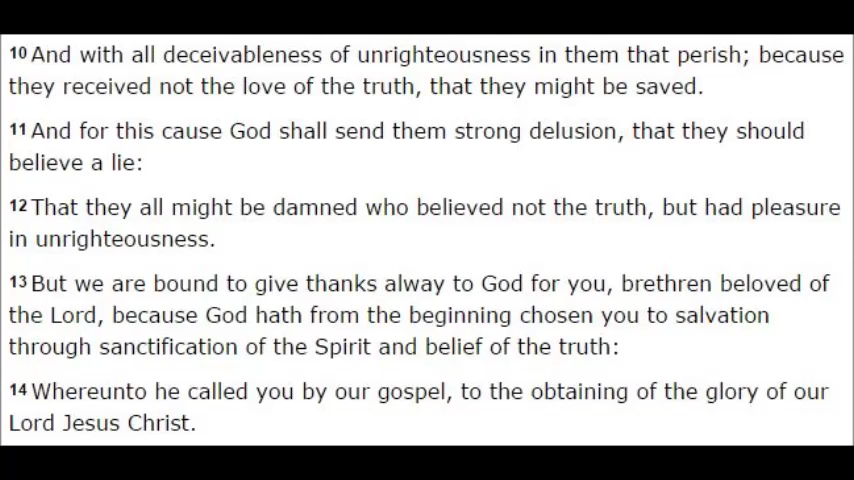 10 And with all deceivableness of unrighteousness in them that perish; because
they received not the love of the truth, that they might be saved.
11 And for this cause God shall send them strong delusion, that they should
believe a lie:
12 That they all might be damned who believed not the truth, but had pleasure
in unrighteousness.
13 But we are bound to give thanks alway to God for you, brethren beloved of
the Lord, because God hath from the beginning chosen you to salvation
through sanctification of the Spirit and belief of the truth:
14 Whereunto he called you by our gospel, to the obtaining of the glory of our
Lord Jesus Christ.